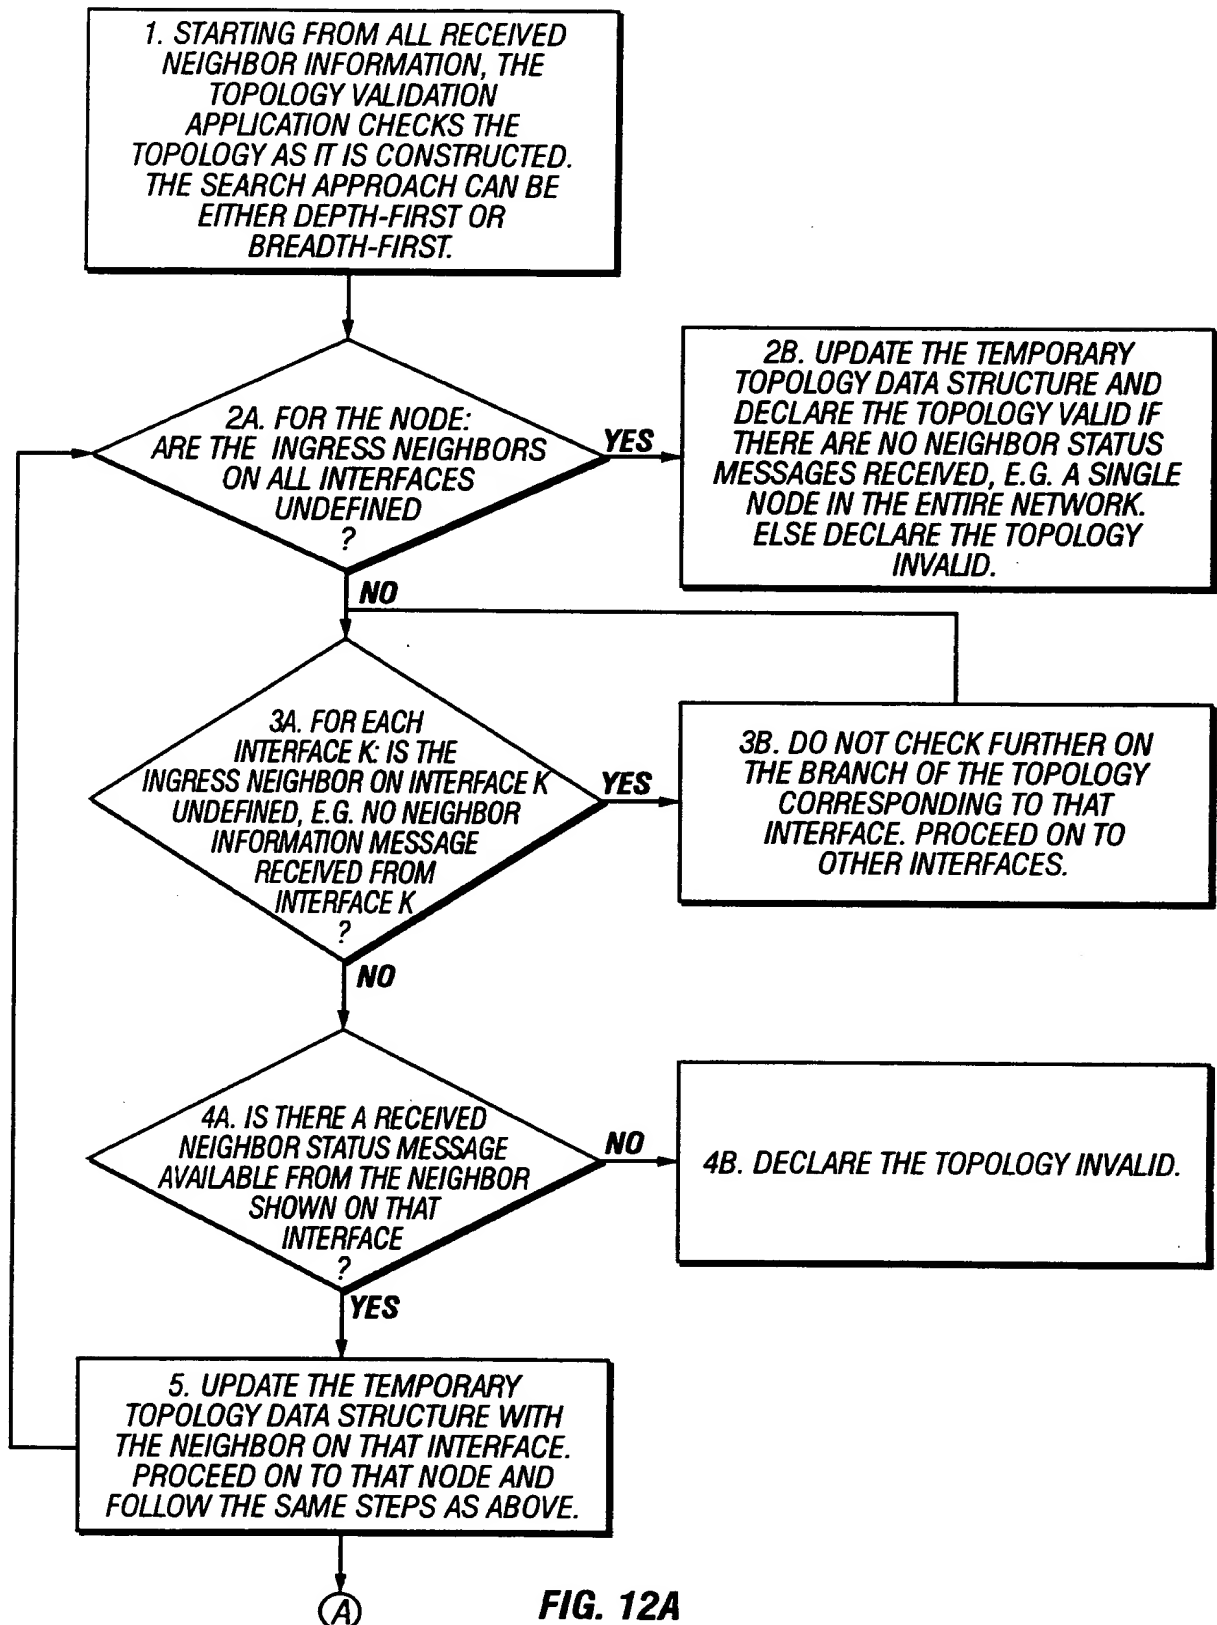 1. STARTING FROM ALL RECEIVED
NEIGHBOR INFORMATION, THE
TOPOLOGY VALIDATION
APPLICATION CHECKS THE
TOPOLOGY AS IT IS CONSTRUCTED.
THE SEARCH APPROACH CAN BE
EITHER DEPTH-FIRST OR
BREADTH-FIRST.
2A. FOR THE NODE:
ARE THE INGRESS NEIGHBORS
ON ALL INTERFACES
UNDEFINED
?
YES
2B. UPDATE THE TEMPORARY
TOPOLOGY DATA STRUCTURE AND
DECLARE THE TOPOLOGY VALID IF
THERE ARE NO NEIGHBOR STATUS
MESSAGES RECEIVED, E.G. A SINGLE
NODE IN THE ENTIRE NETWORK.
ELSE DECLARE THE TOPOLOGY
INVALID.
NO
3A. FOR EACH
INTERFACE K: IS THE
INGRESS NEIGHBOR ON INTERFACE K
UNDEFINED, E.G. NO NEIGHBOR
INFORMATION MESSAGE
RECEIVED FROM
INTERFACE K
?
YES
3B. DO NOT CHECK FURTHER ON
THE BRANCH OF THE TOPOLOGY
CORRESPONDING TO THAT
INTERFACE. PROCEED ON TO
OTHER INTERFACES.
NO
4A. IS THERE A RECEIVED
NEIGHBOR STATUS MESSAGE
AVAILABLE FROM THE NEIGHBOR
SHOWN ON THAT
INTERFACE
?
NO
4B. DECLARE THE TOPOLOGY INVALID.
YES
5. UPDATE THE TEMPORARY
TOPOLOGY DATA STRUCTURE WITH
THE NEIGHBOR ON THAT INTERFACE.
PROCEED ON TO THAT NODE AND
FOLLOW THE SAME STEPS AS ABOVE.
A
FIG. 12A